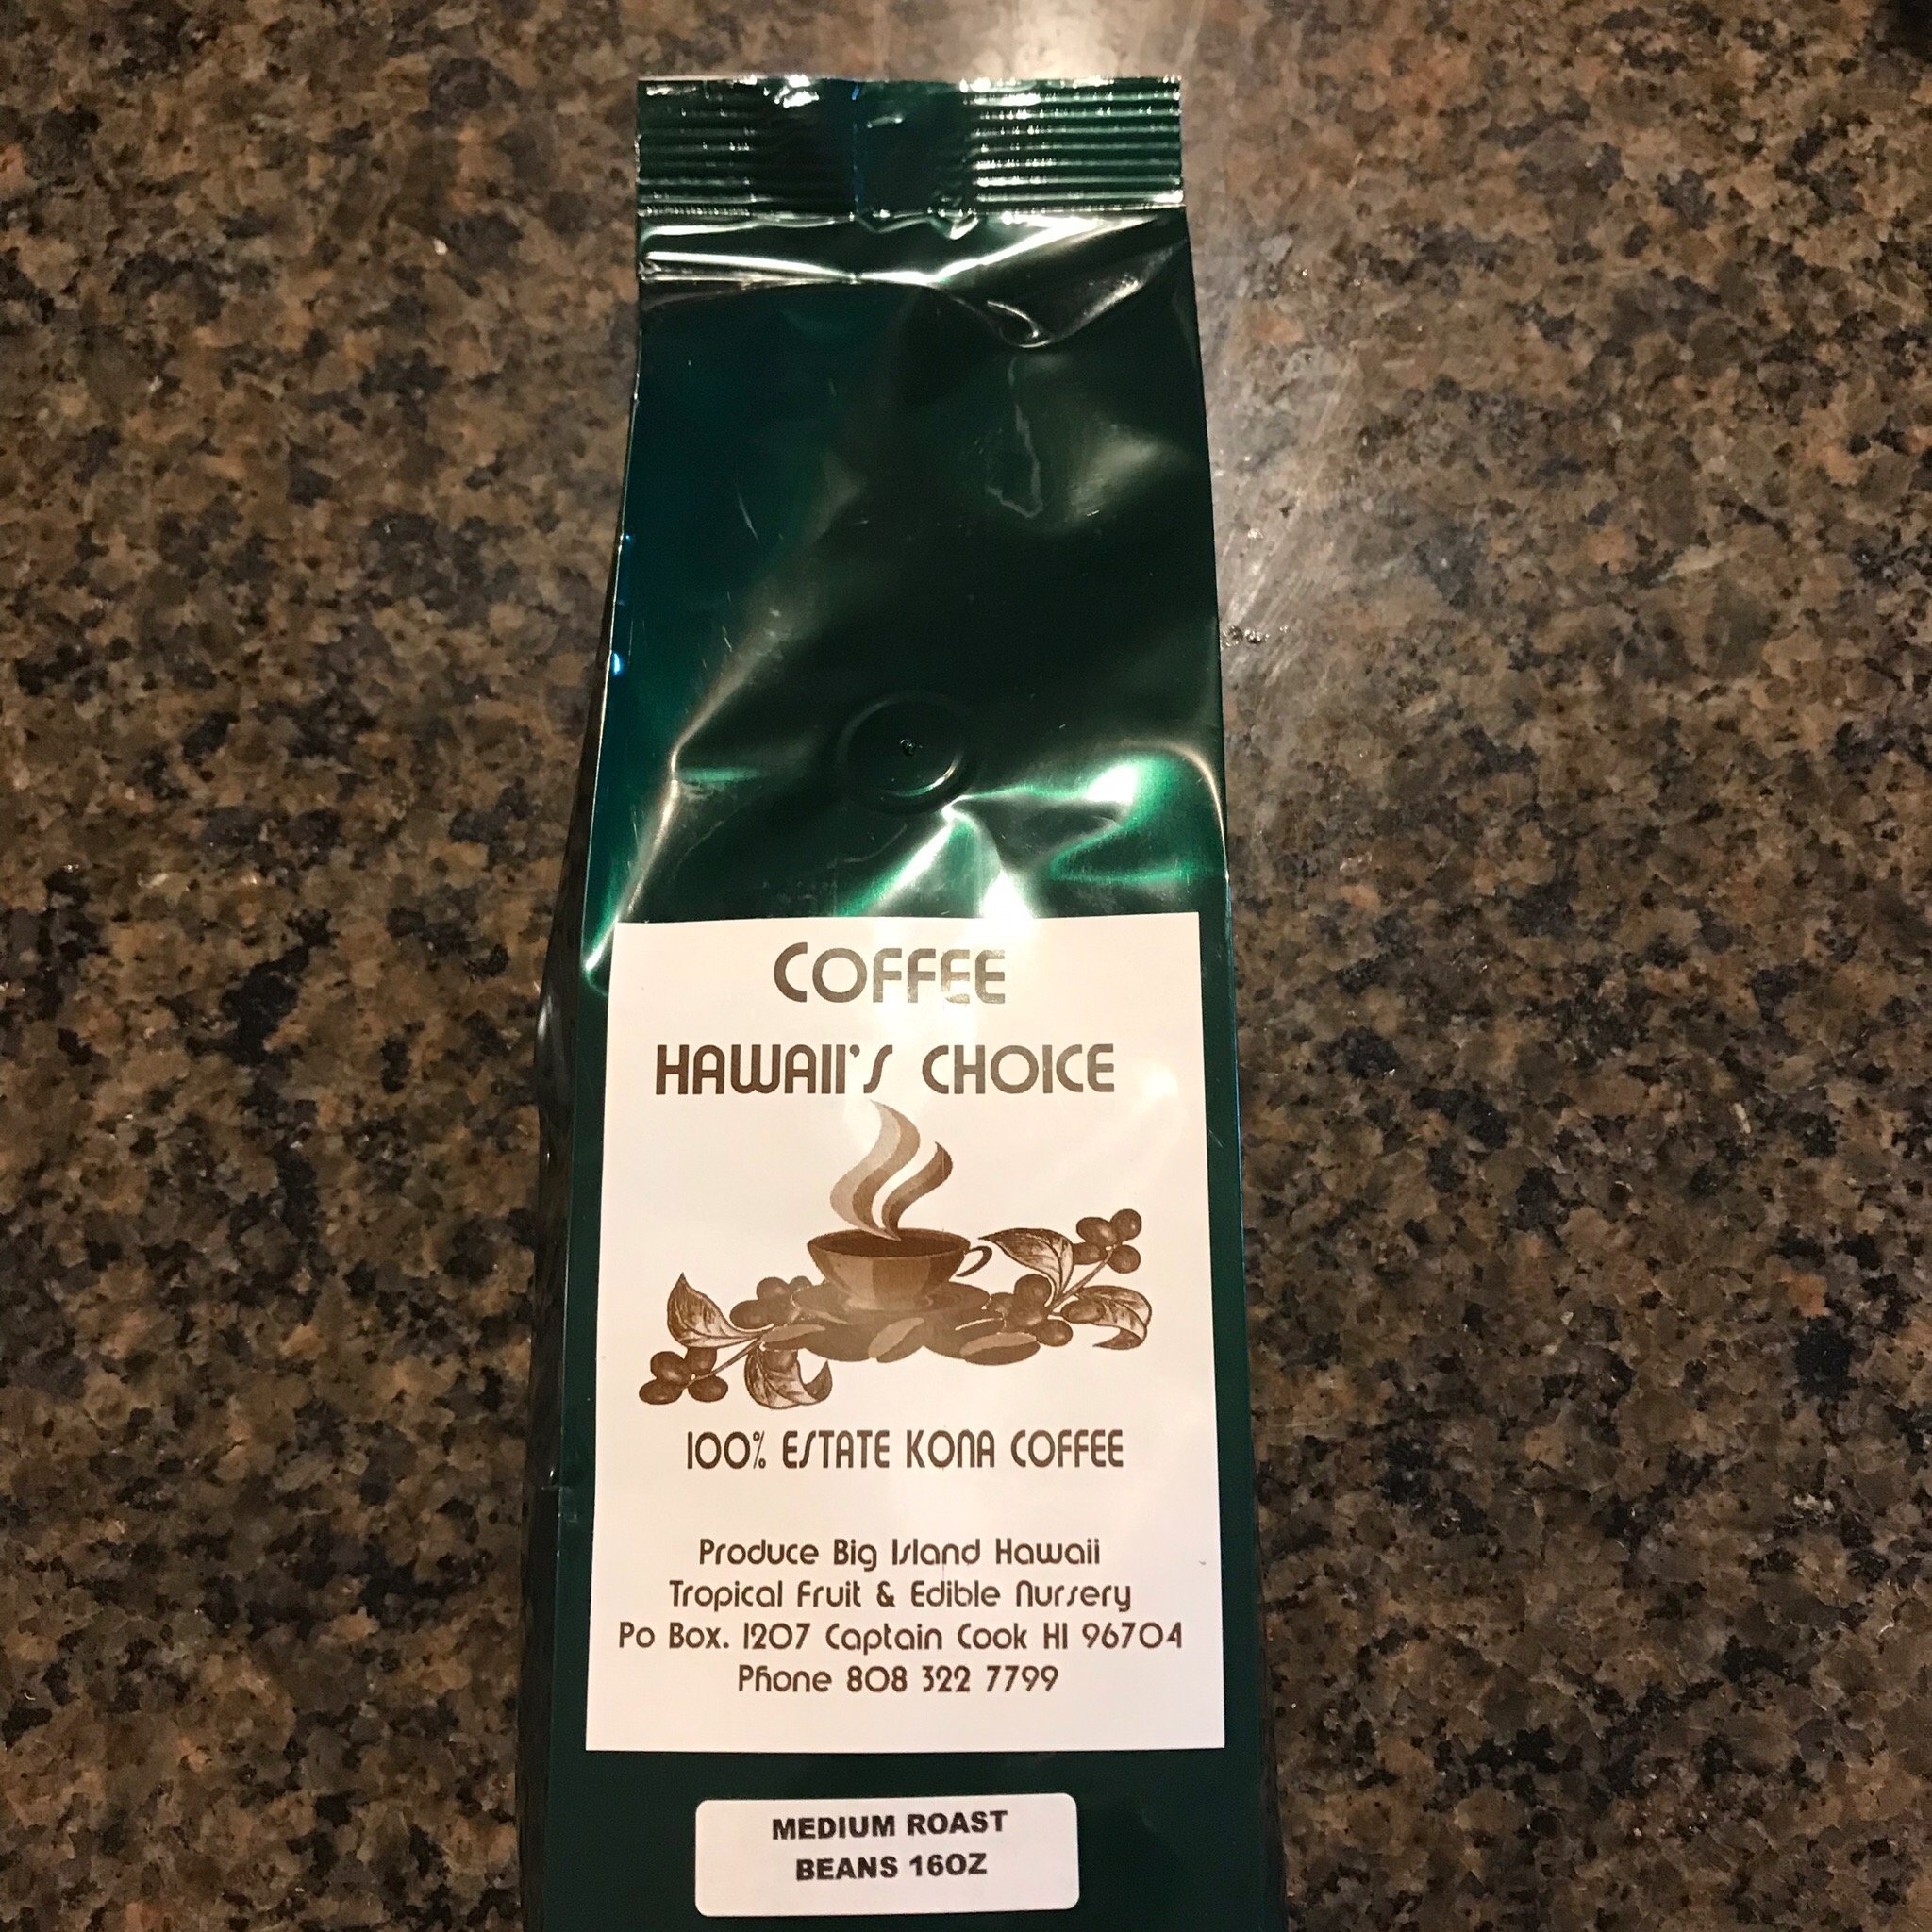 COFFEE
HAWAII'S CHOICE
100% ESTATE KONA COFFEE
Produce Big Island Hawaii
Tropical Fruit & Edible Nursery
Po Box. 1207 Captain Cook HI 96704
Phone 808 322 7799
MEDIUM ROAST
BEANS 16OZ